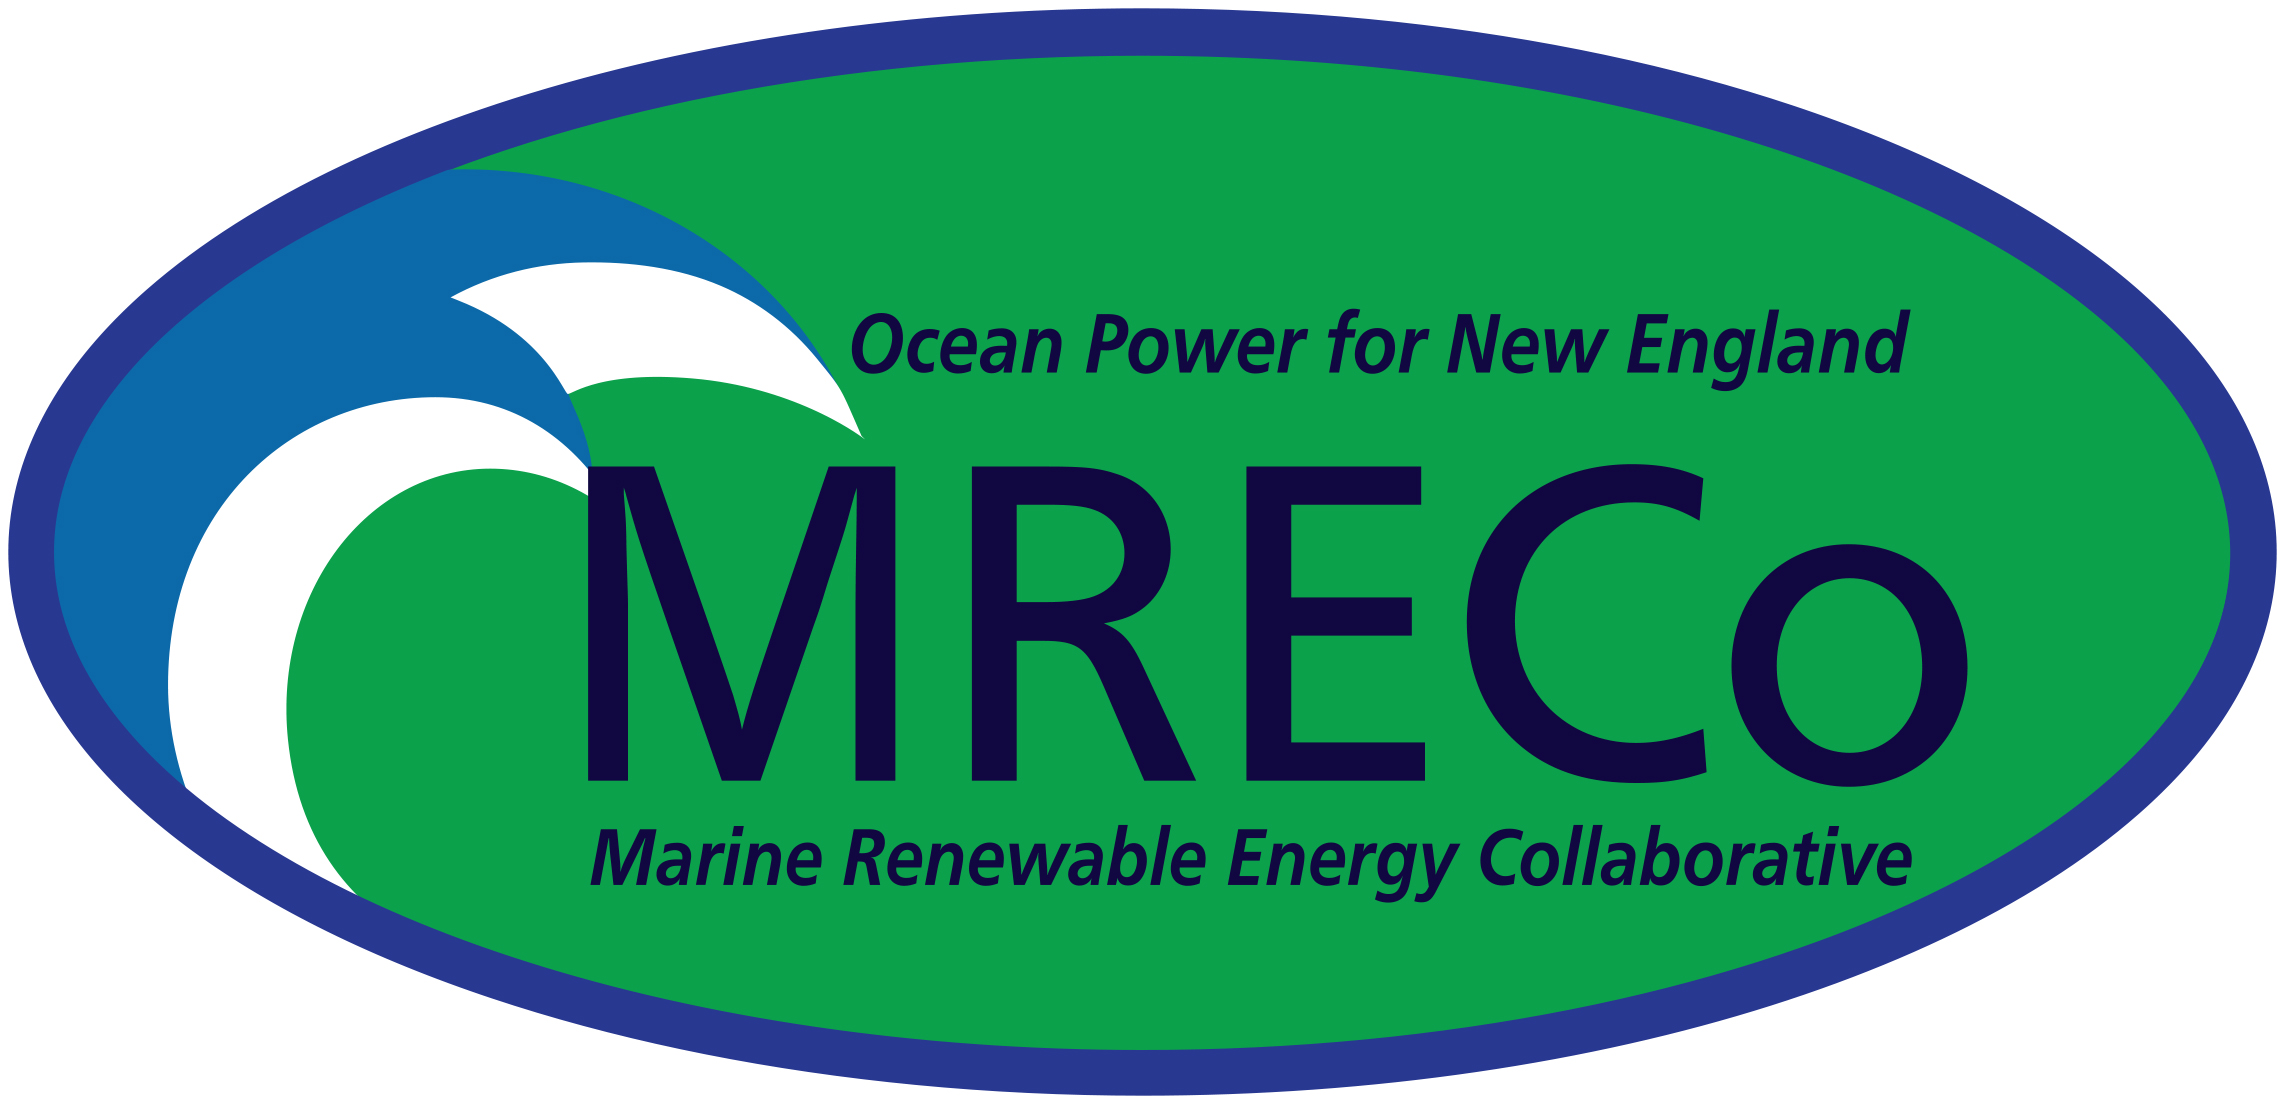 Ocean Power for New England
MRECo
Marine Renewable Energy Collaborative